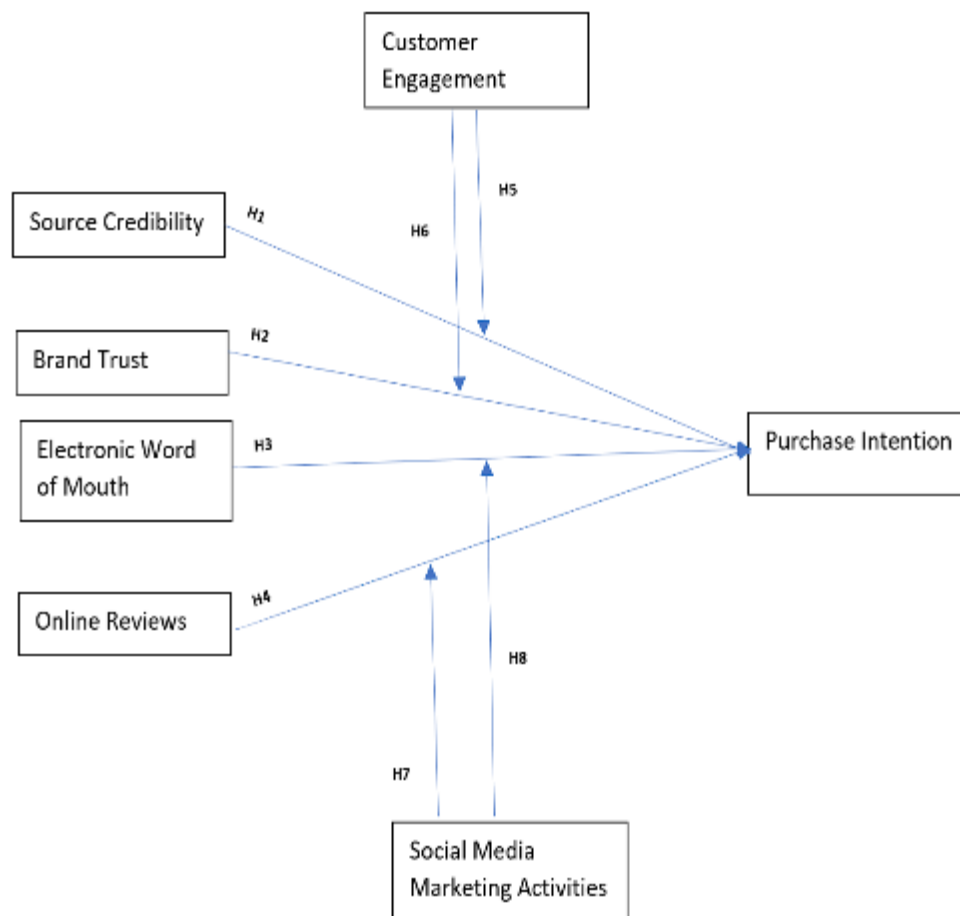 Customer
Engagement
H5
H1
Source Credibility
H6
H2
Brand Trust
H3
Electronic Word
of Mouth
Purchase Intention
H4
Online Reviews
H8
H7
Social Media
Marketing Activities